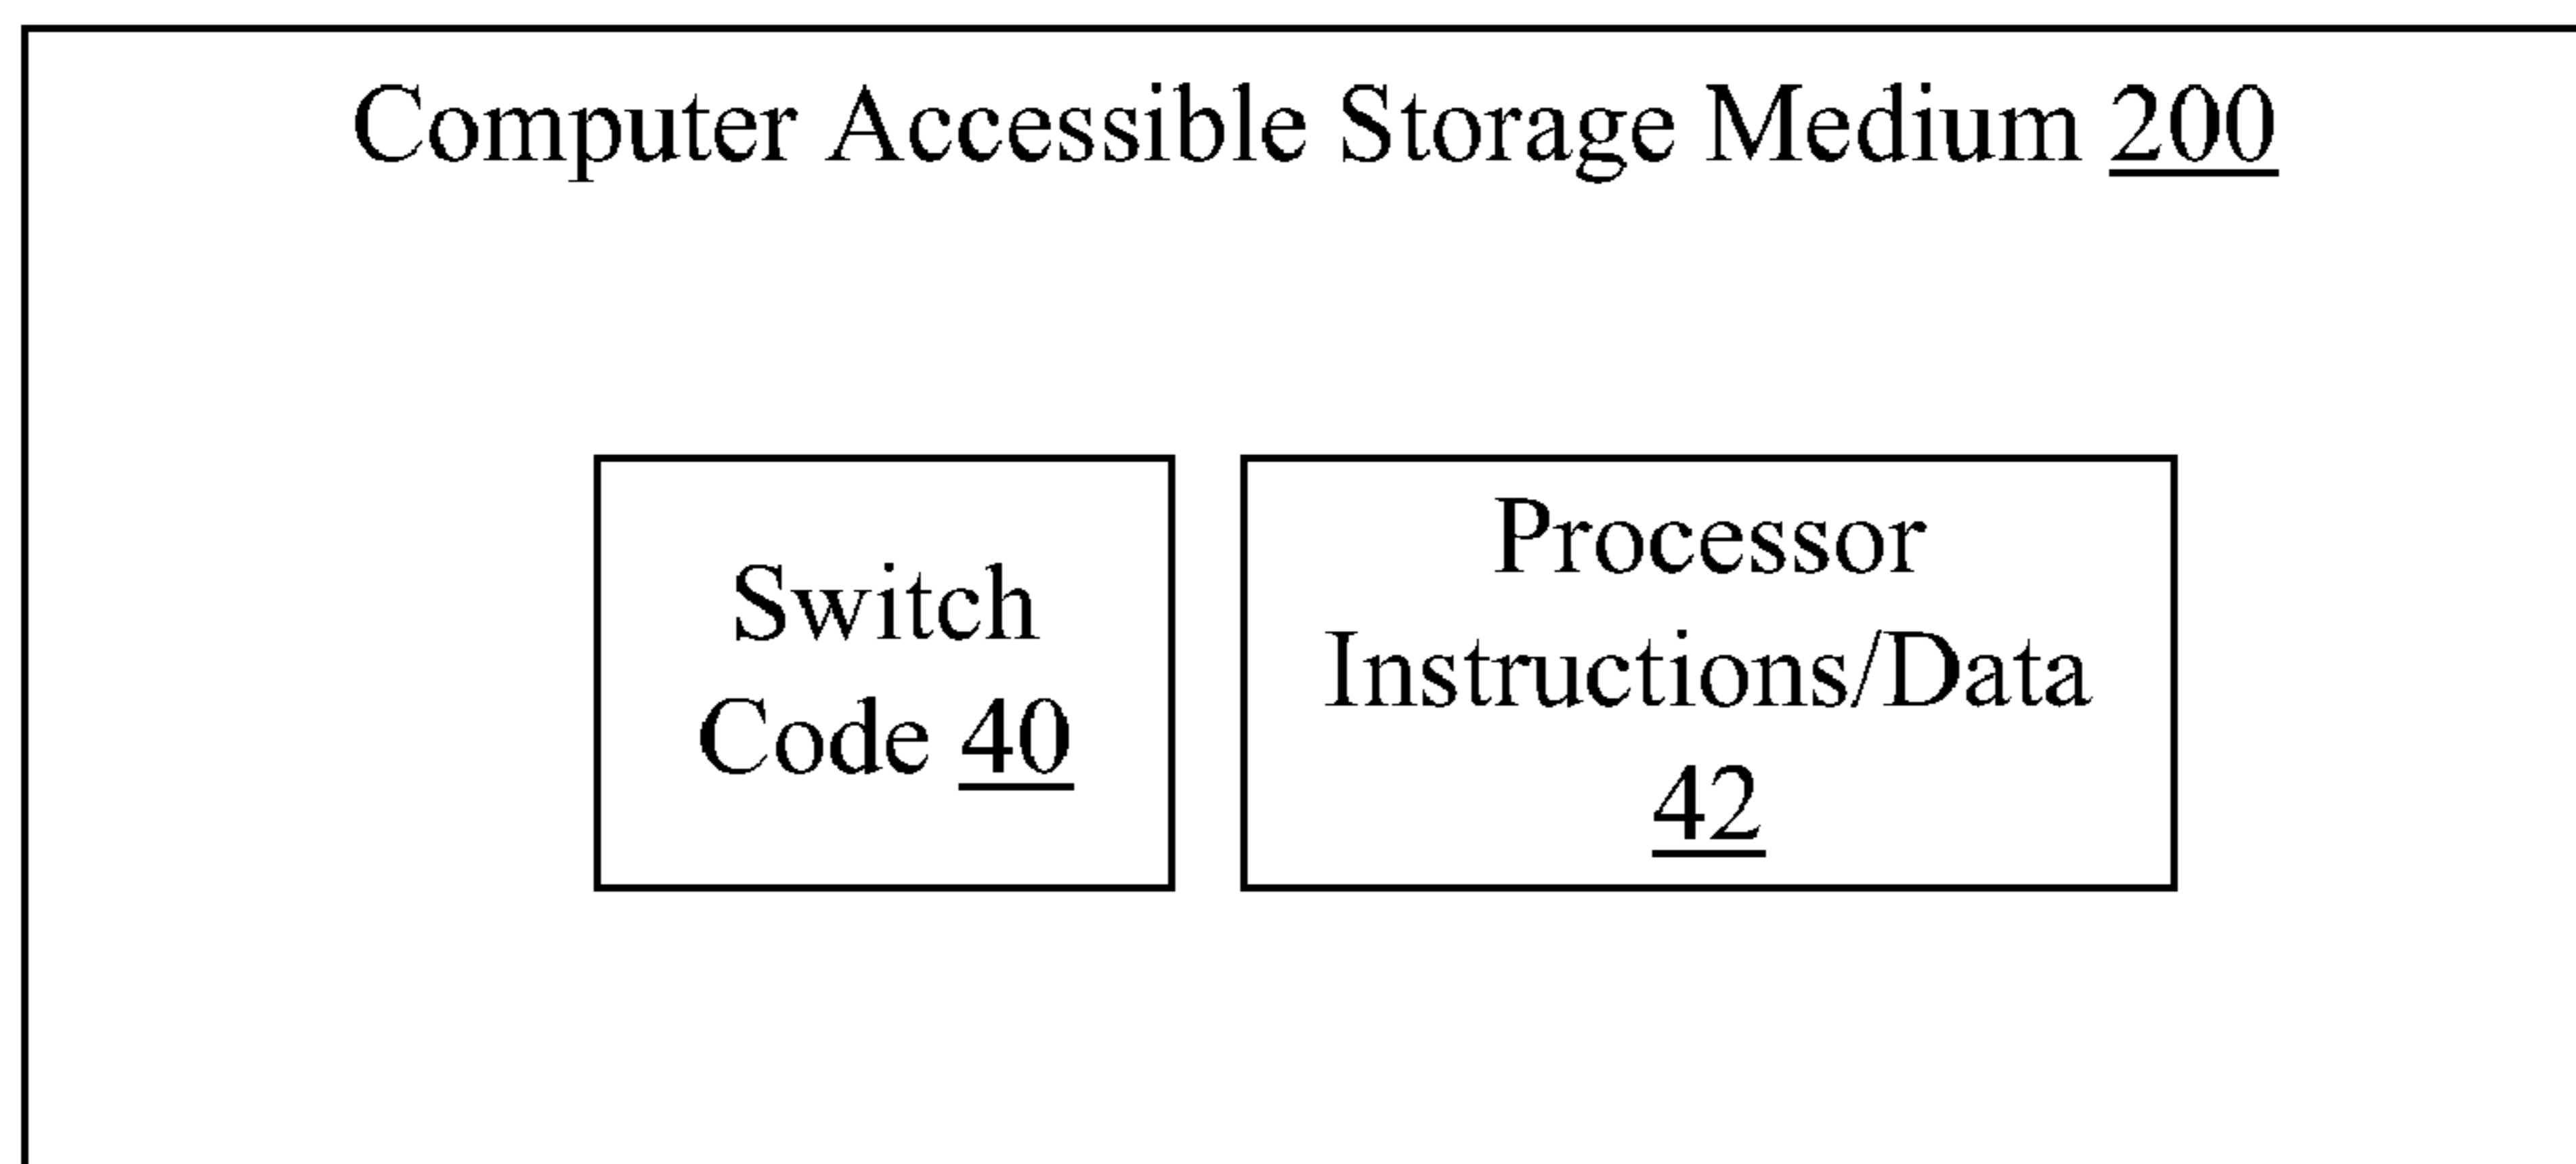 Computer Accessible Storage Medium 200
Switch
Code 40
Processor
Instructions/Data
42